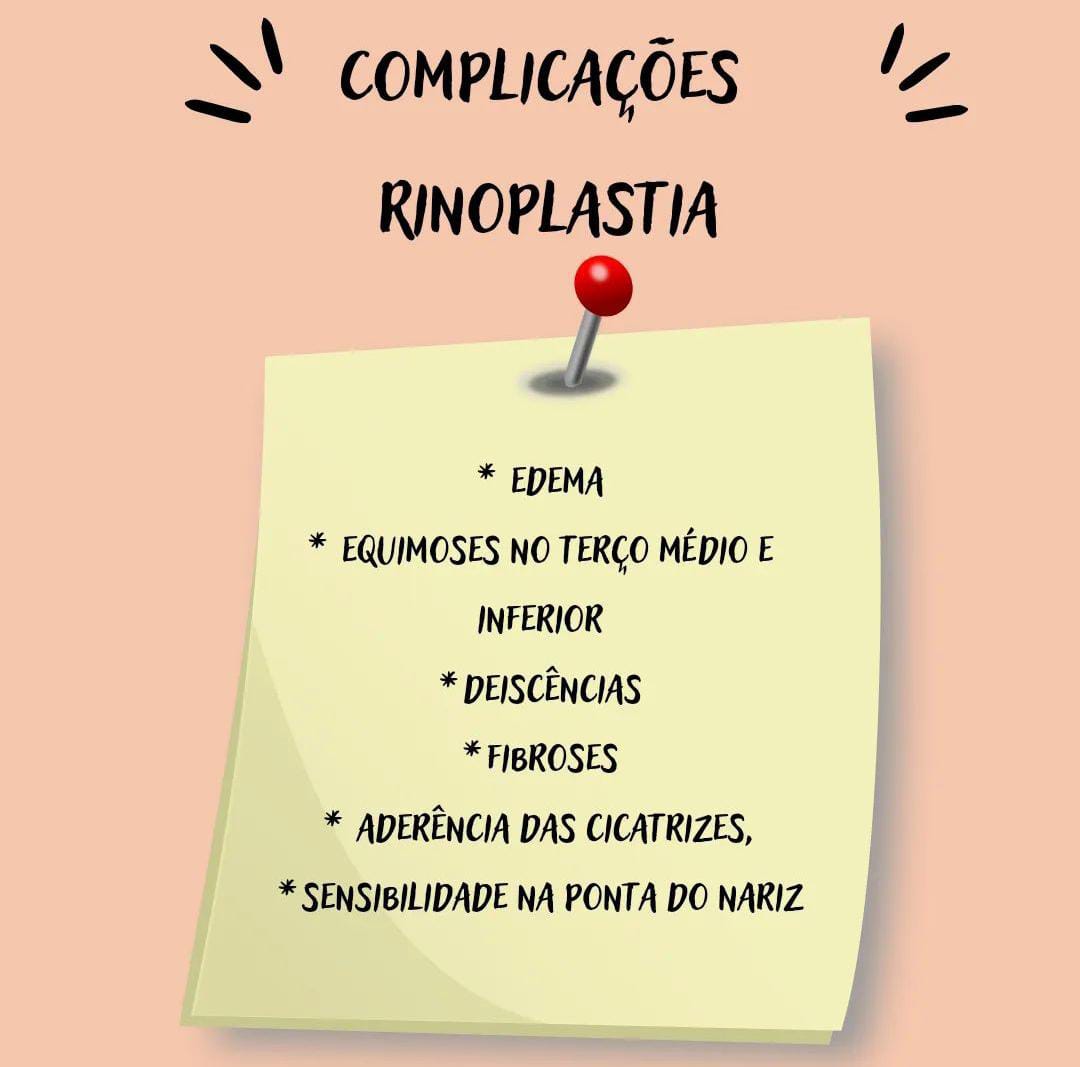 COMPLICAÇÕES
RINOPLASTIA
* EDEMA
* EQUIMOSES NO TERÇO MÉDIO E
INFERIOR
* DEISCÊNCIAS
* FIBROSES
* ADERÊNCIA DAS CICATRIZES,
* SENSIBILIDADE NA PONTA DO NARIZ